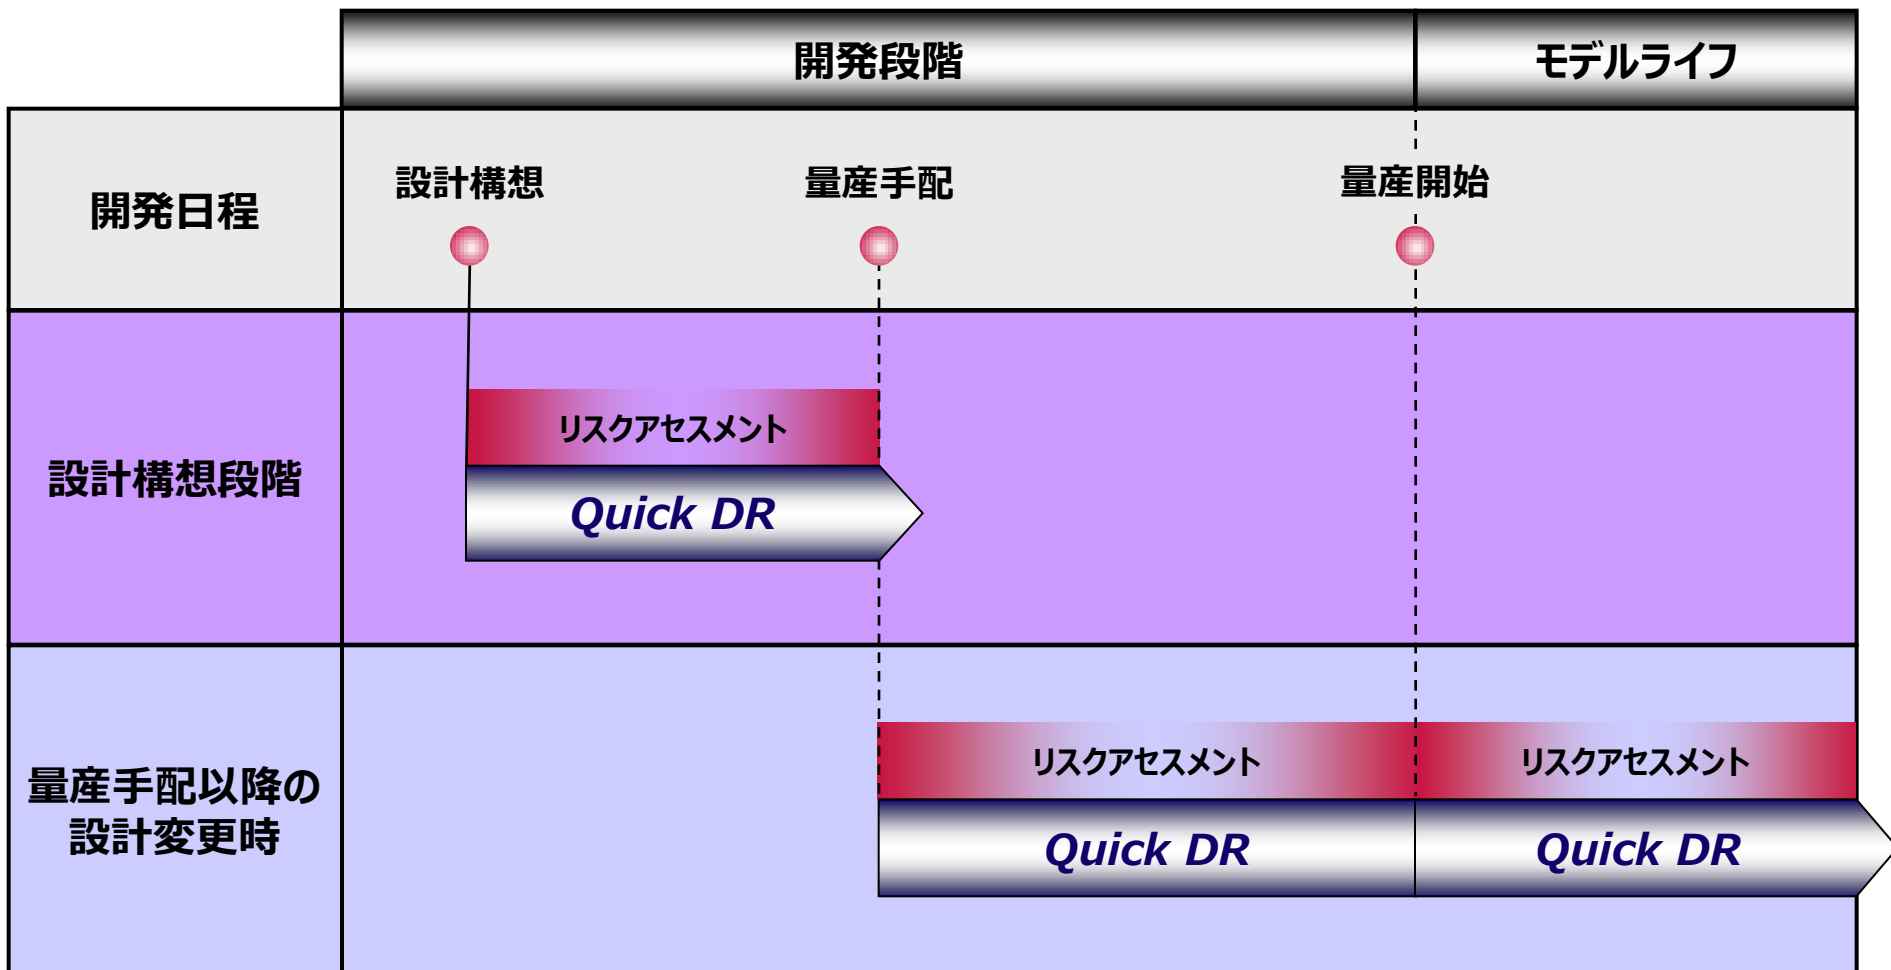 開発段階
モデルライフ
開発日程
設計構想
量産手配
量産開始
設計構想段階
リスクアセスメント
Quick DR
量産手配以降の
設計変更時
リスクアセスメント
リスクアセスメント
Quick DR
Quick DR